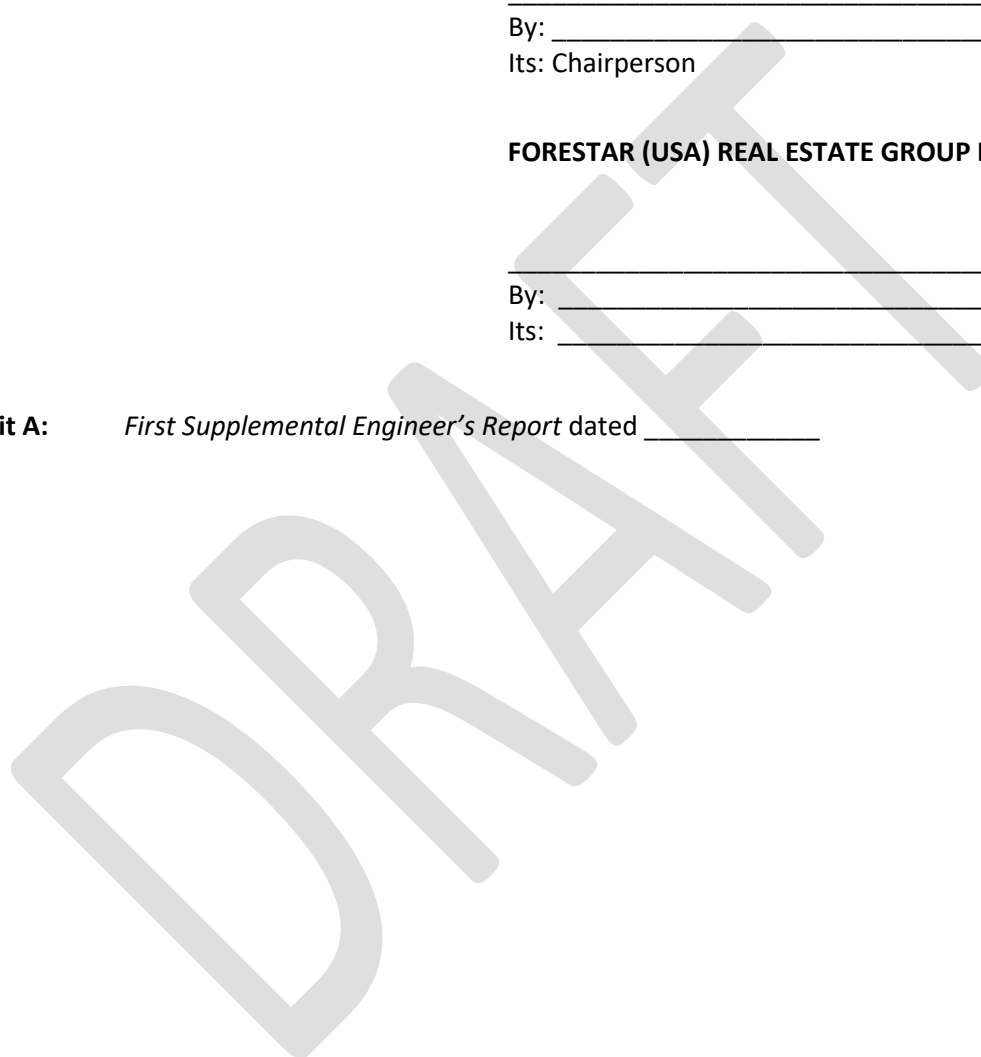 By: ______________________________
Its: Chairperson
FORESTAR (USA) REAL ESTATE GROUP
By: ______________________________
Its: ______________________________
it A: First Supplemental Engineer’s Report dated ____________
DRAFT